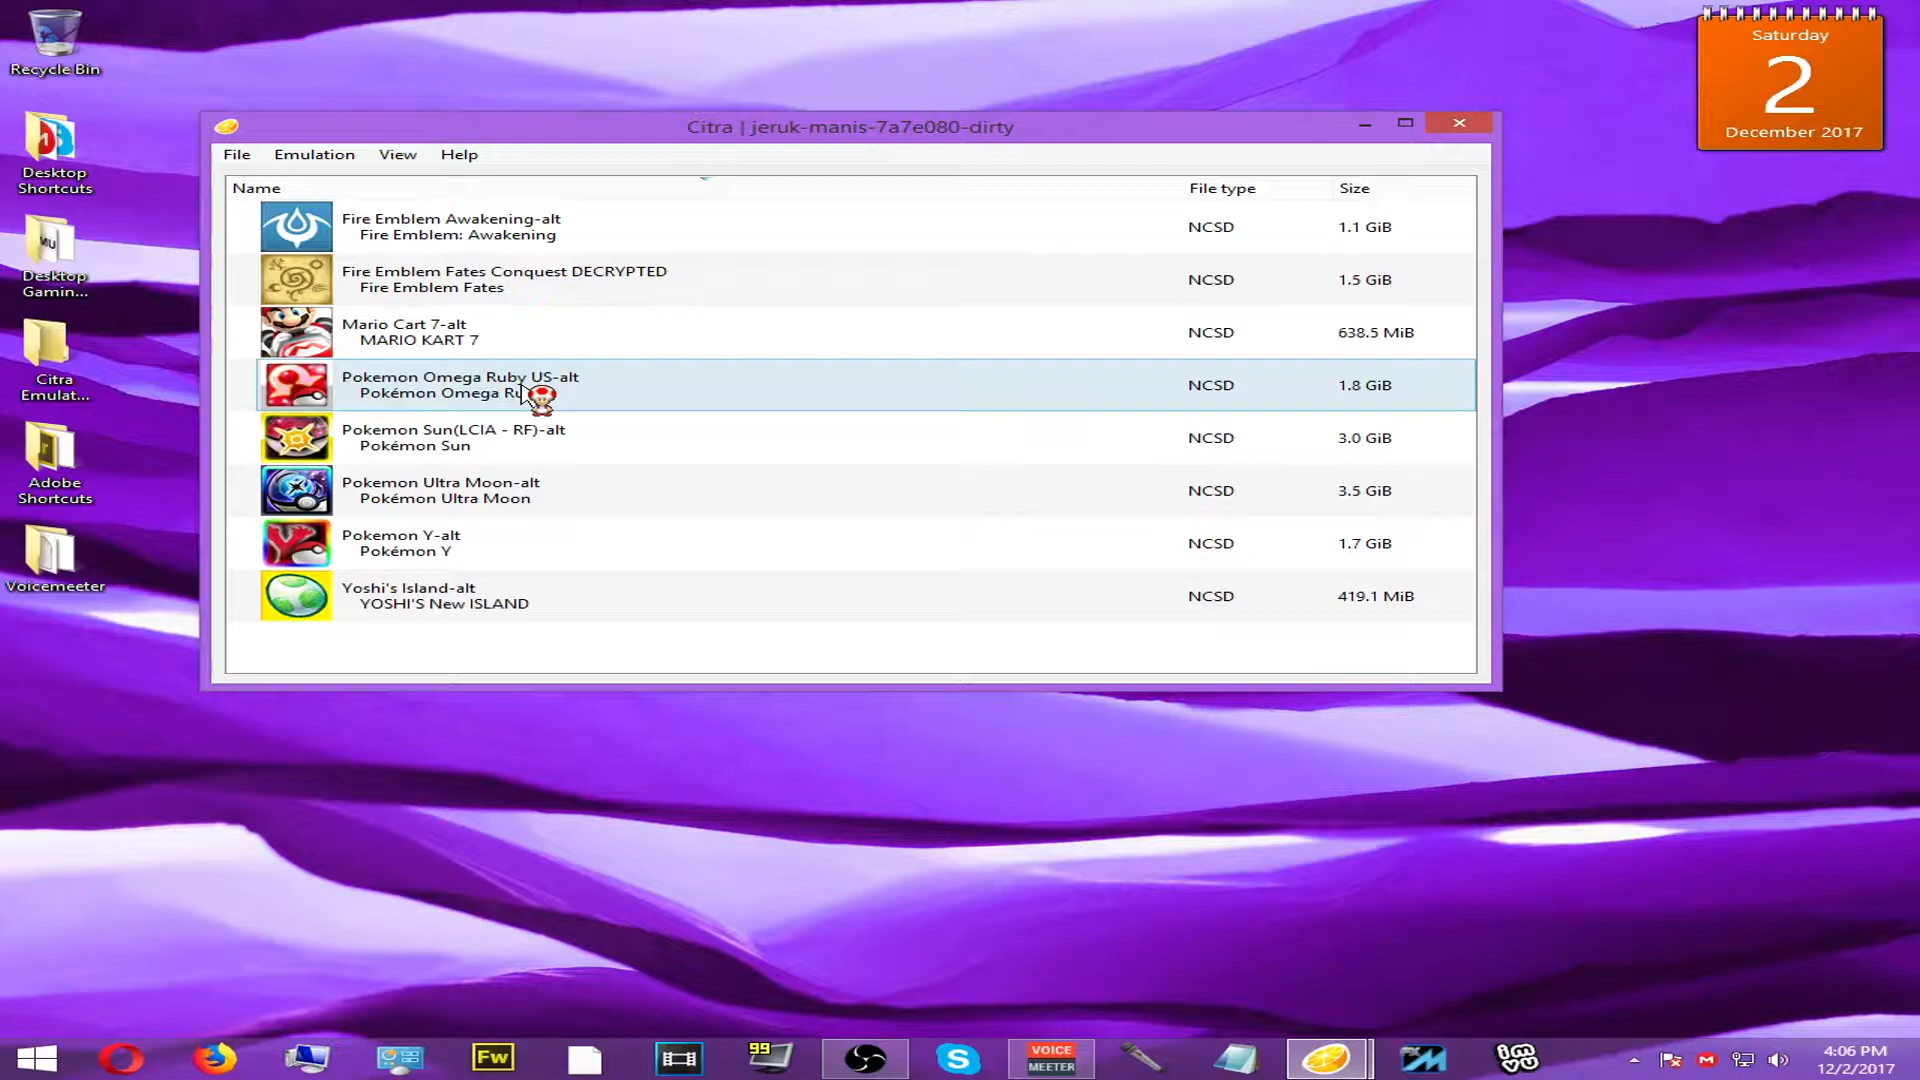 Recycle Bin
Desktop
Shortcuts
MU
Desktop
Gamin...
Citra
Emulat...
Adobe
Shortcuts
Voicemeeter
Saturday
2
December 2017
Citra | jeruk-manis-7a7e080-dirty
File Emulation View Help
Name File type Size
Fire Emblem Awakening-alt
Fire Emblem: Awakening
NCSD 1.1 GiB
Fire Emblem Fates Conquest DECRYPTED
Fire Emblem Fates
NCSD 1.5 GiB
Mario Cart 7-alt
MARIO KART 7
NCSD 638.5 MiB
Pokemon Omega Ruby US-alt
Pokémon Omega Ru
NCSD 1.8 GiB
Pokemon Sun(LCIA - RF)-alt
Pokémon Sun
NCSD 3.0 GiB
Pokemon Ultra Moon-alt
Pokémon Ultra Moon
NCSD 3.5 GiB
Pokemon Y-alt
Pokémon Y
NCSD 1.7 GiB
Yoshi's Island-alt
YOSHI'S New ISLAND
NCSD 419.1 MiB
Fw
99
VOICE
MEETER
4:06 PM
12/2/2017